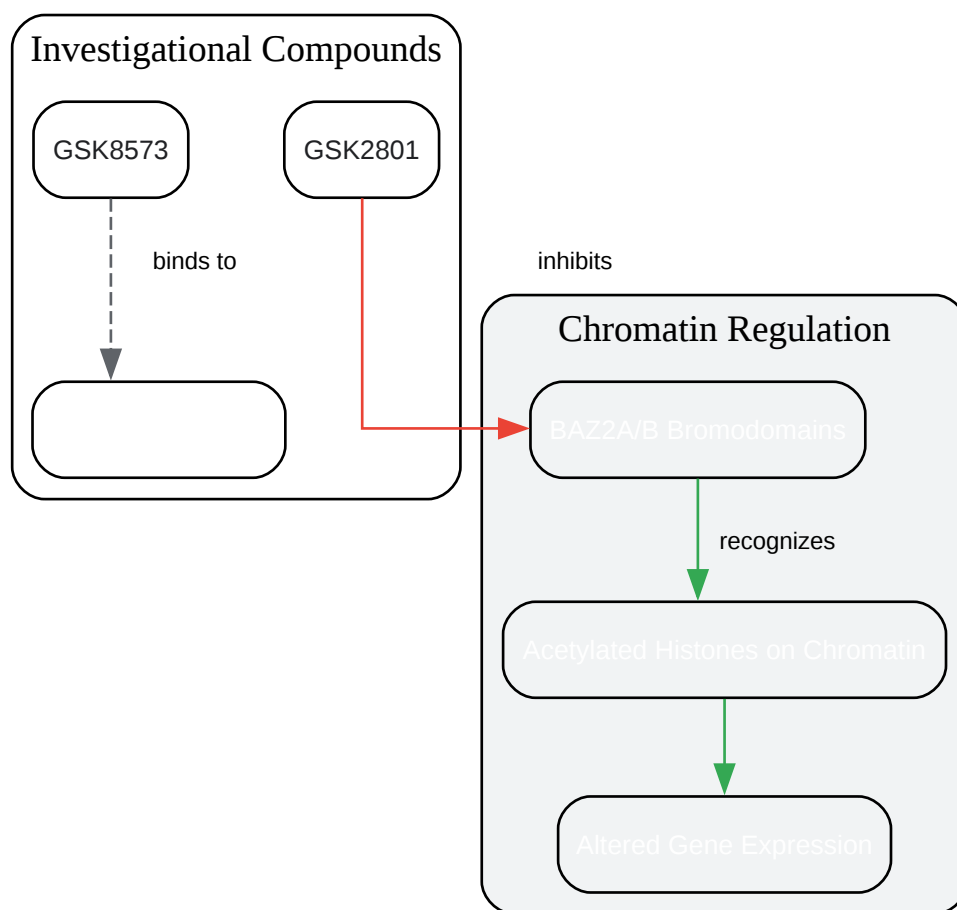 Investigational Compounds
GSK8573
GSK2801
binds to
inhibits
Chromatin Regulation
BAZ2A/B Bromodomains
recognizes
Acetylated Histones on Chromatin
Altered Gene Expression